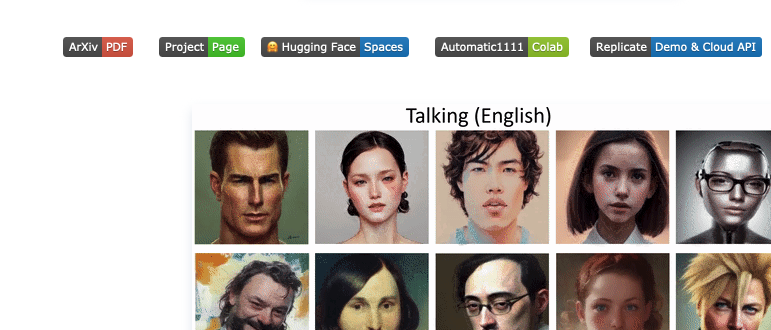 ArXiv PDF Project Page 🤗 Hugging Face Spaces Automatic1111 Colab Replicate Demo & Cloud API
Talking (English)